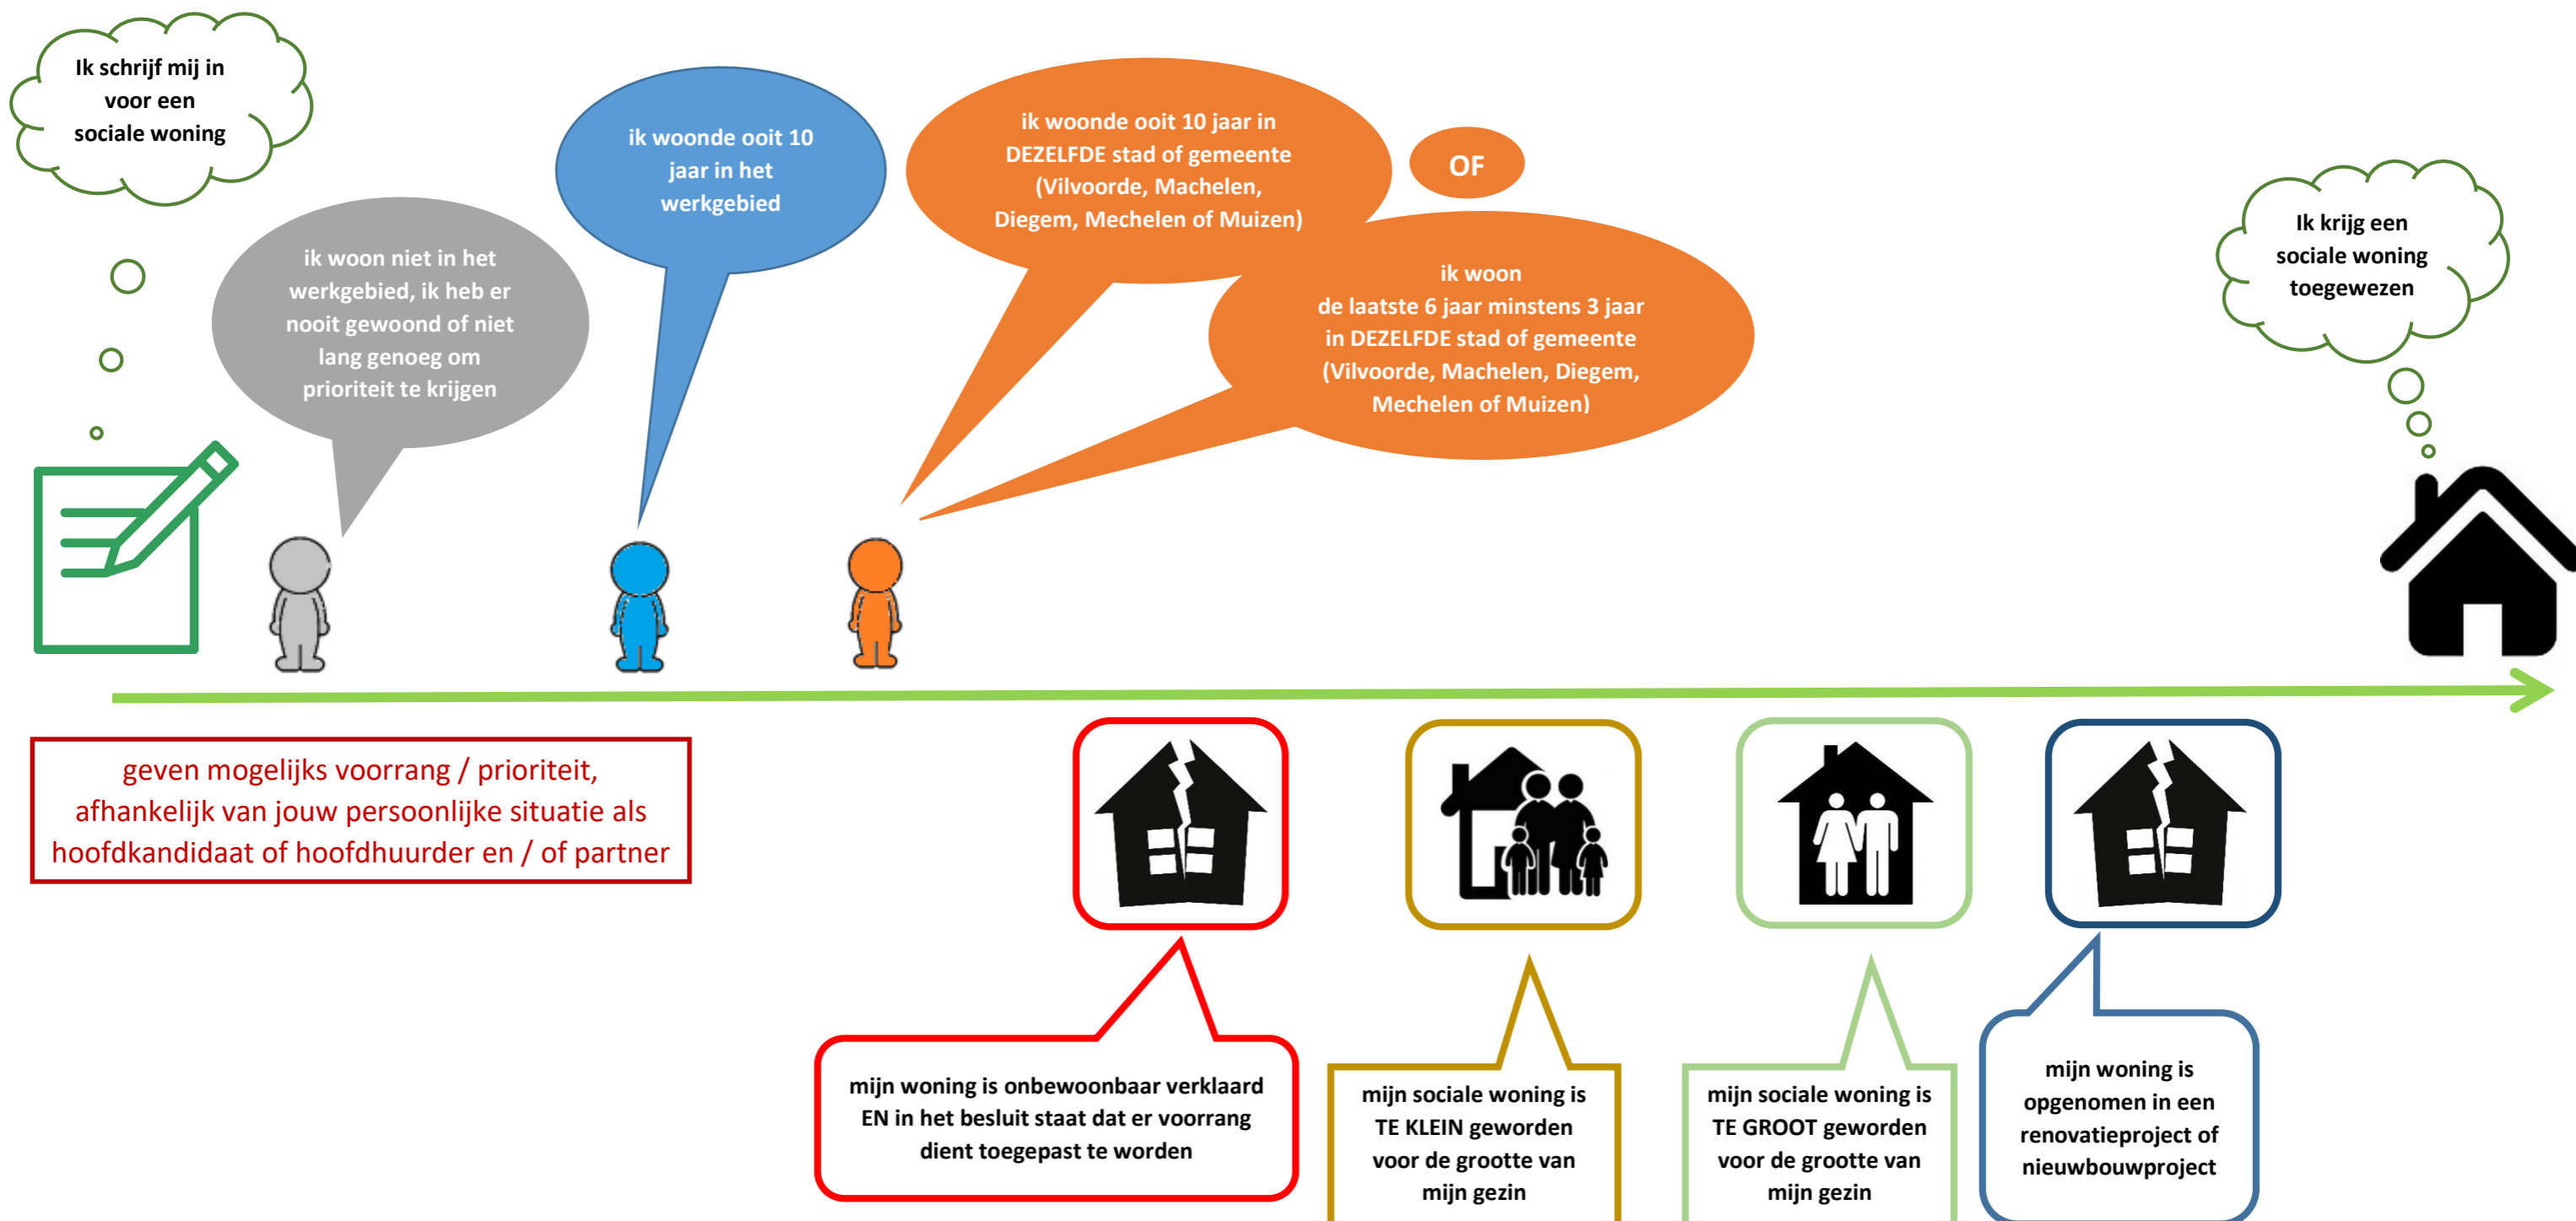 Ik schrijf mij in
voor een
sociale woning
ik woon niet in het
werkgebied, ik heb er
nooit gewoond of niet
lang genoeg om
prioriteit te krijgen
ik woonde ooit 10
jaar in het
werkgebied
ik woonde ooit 10 jaar in
DEZELFDE stad of gemeente
(Vilvoorde, Machelen,
Diegem, Mechelen of Muizen)
OF
ik woon
de laatste 6 jaar minstens 3 jaar
in DEZELFDE stad of gemeente
(Vilvoorde, Machelen, Diegem,
Mechelen of Muizen)
Ik krijg een
sociale woning
toegewezen
geven mogelijks voorrang / prioriteit,
afhankelijk van jouw persoonlijke situatie als
hoofdkandidaat of hoofdhuurder en / of partner
mijn woning is onbewoonbaar verklaard
EN in het besluit staat dat er voorrang
dient toegepast te worden
mijn sociale woning is
TE KLEIN geworden
voor de grootte van
mijn gezin
mijn sociale woning is
TE GROOT geworden
voor de grootte van
mijn gezin
mijn woning is
opgenomen in een
renovatieproject of
nieuwbouwproject